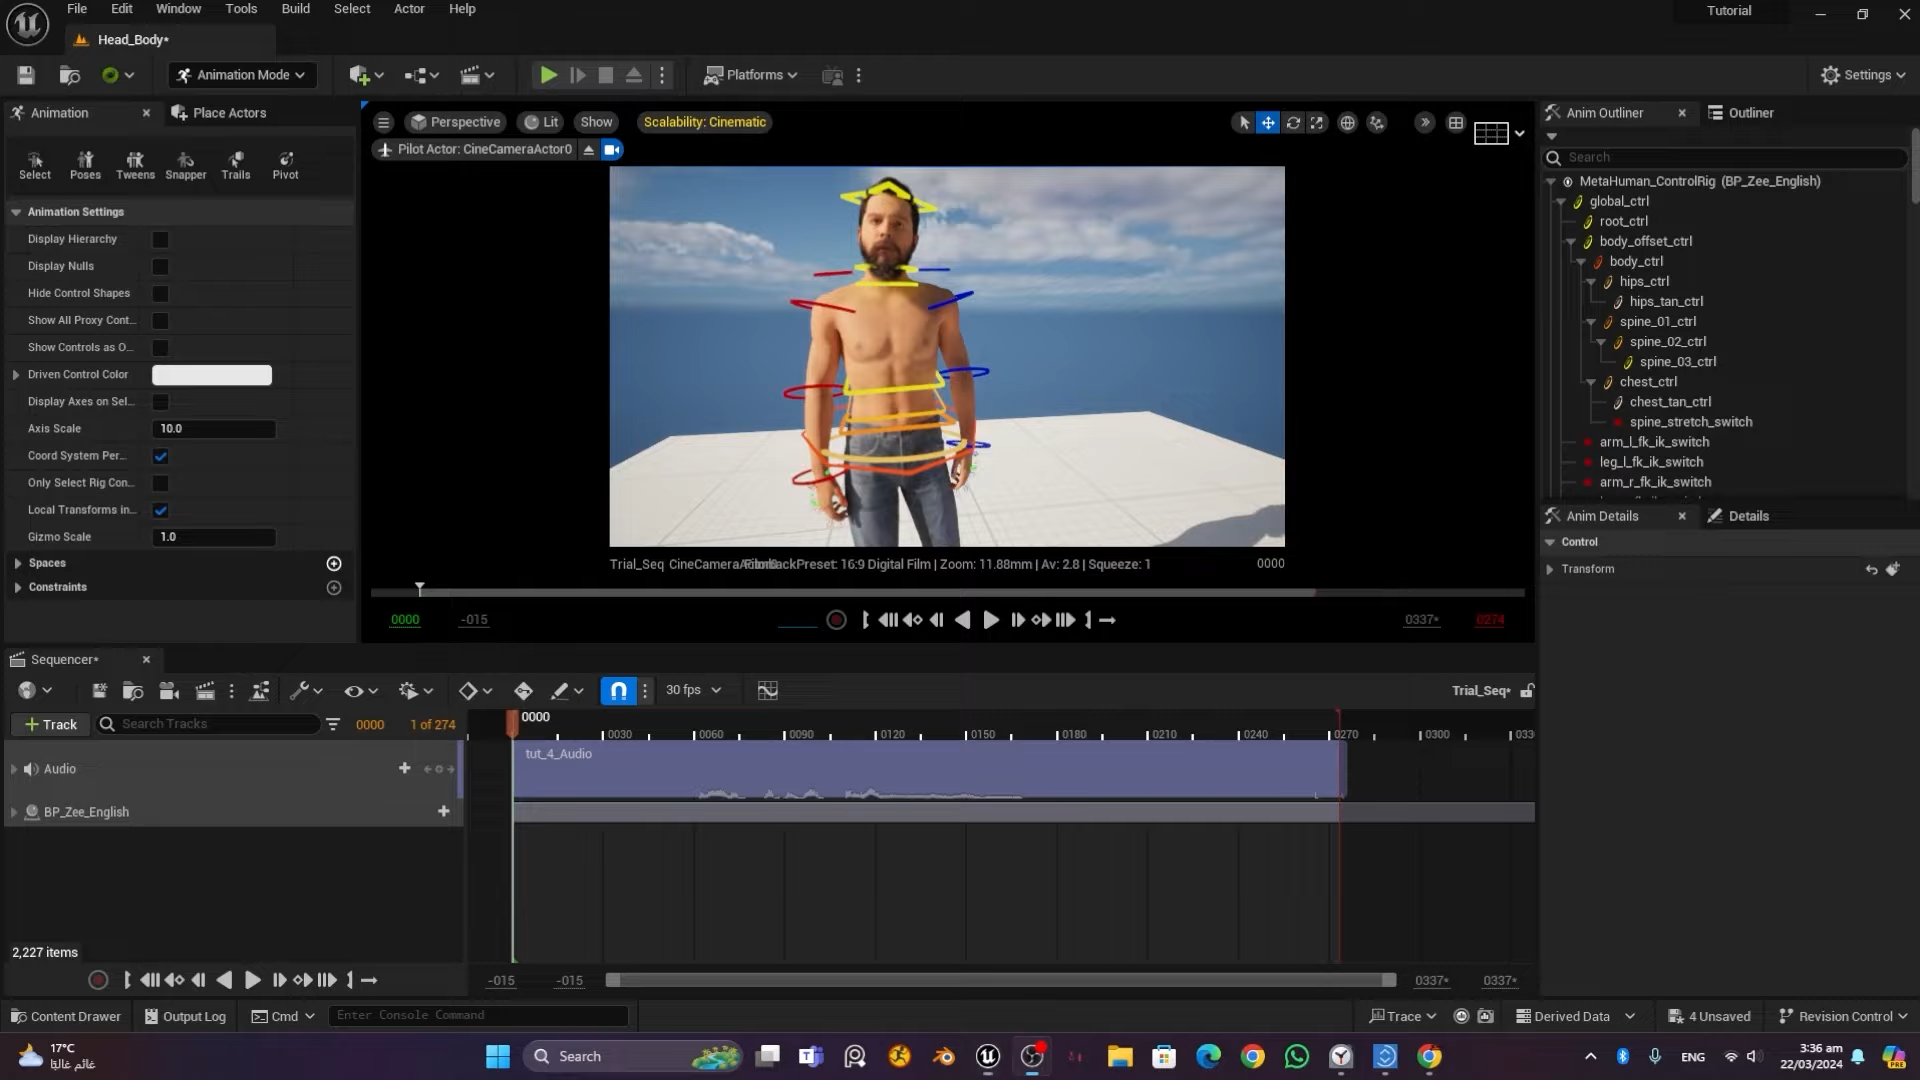 File Edit Window Tools Build Select Actor Help Tutorial
Head_Body*
Animation Mode Platforms Settings
Animation Place Actors
Perspective Lit Show Scalability: Cinematic
Pilot Actor: CineCameraActor0
Select Poses Tweens Snapper Trails Pivot
Animation Settings
Display Hierarchy
Display Nulls
Hide Control Shapes
Show All Proxy Cont...
Show Controls as O...
Driven Control Color
Display Axes on Sel...
Axis Scale 10.0
Coord System Per...
Only Select Rig Con...
Local Transforms in...
Gizmo Scale 1.0
Spaces
Constraints
Trial_Seq CineCameraActor0 FilmbackPreset: 16:9 Digital Film | Zoom: 11.88mm | Av: 2.8 | Squeeze: 1 0000
0000 -015 0337* 0274
Anim Outliner Outliner
Search
MetaHuman_ControlRig (BP_Zee_English)
global_ctrl
root_ctrl
body_offset_ctrl
body_ctrl
hips_ctrl
hips_tan_ctrl
spine_01_ctrl
spine_02_ctrl
spine_03_ctrl
chest_ctrl
chest_tan_ctrl
spine_stretch_switch
arm_l_fk_ik_switch
leg_l_fk_ik_switch
arm_r_fk_ik_switch
Anim Details Details
Control
Transform
Sequencer*
30 fps Trial_Seq*
Track Search Tracks 0000 1 of 274
0000
0030 0060 0090 0120 0150 0180 0210 0240 0270 0300 033
tut_4_Audio
Audio
BP_Zee_English
2,227 items
-015 -015 0337* 0337*
Content Drawer Output Log Cmd Enter Console Command Trace Derived Data 4 Unsaved Revision Control
17°C
غائم غالبًا
Search
ENG
3:36 am
22/03/2024
PRE